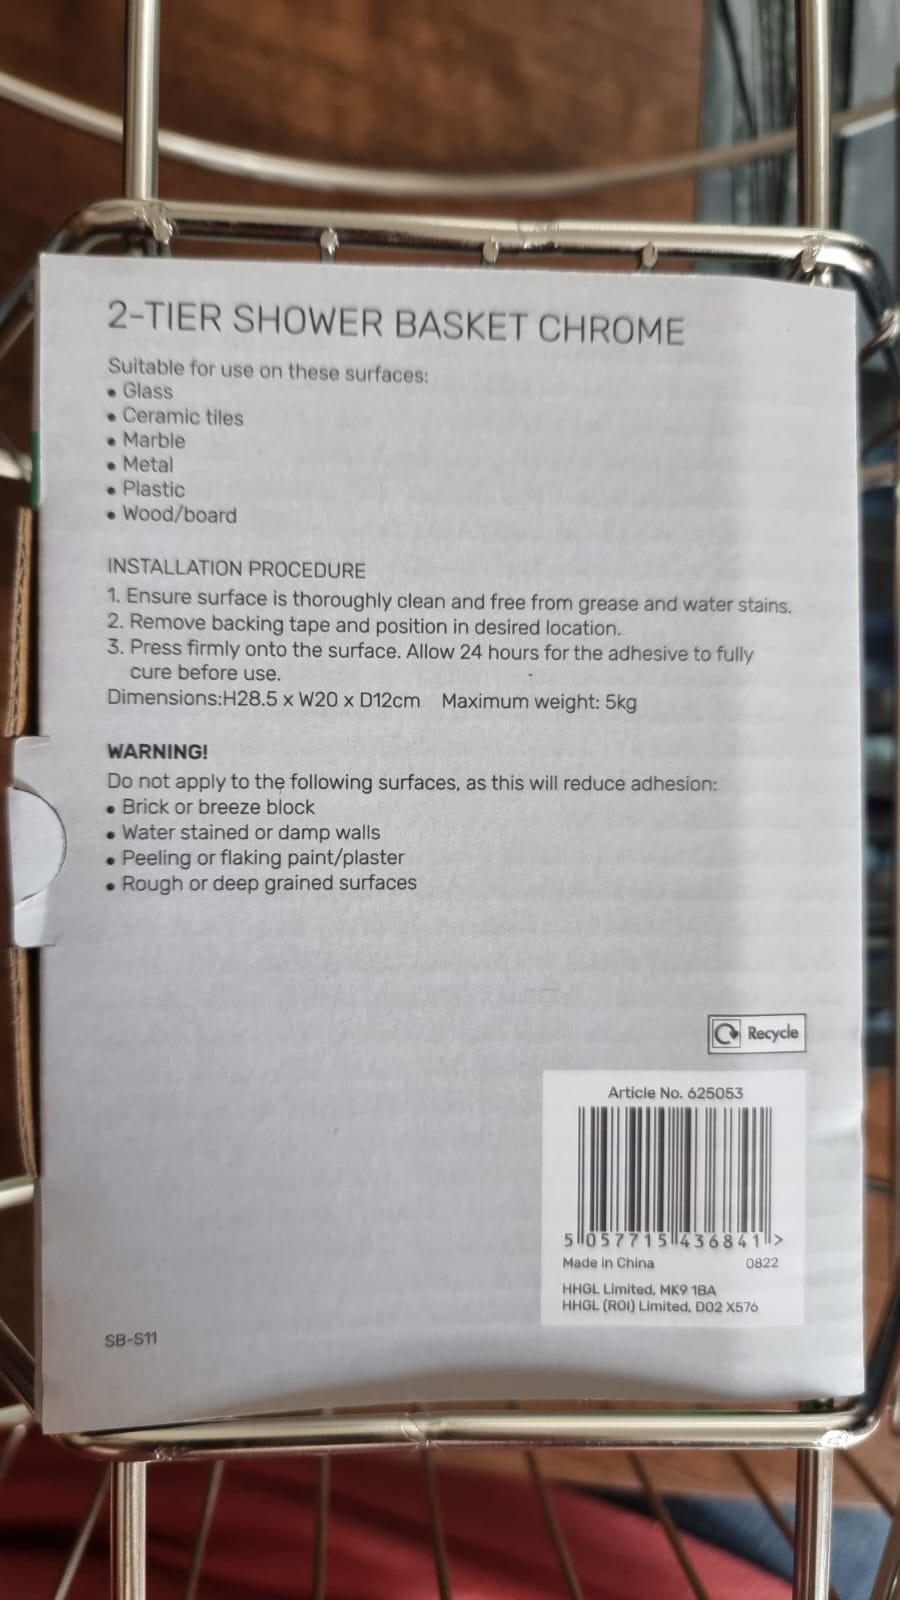 2-TIER SHOWER BASKET CHROME
Suitable for use on these surfaces:
• Glass
• Ceramic tiles
• Marble
• Metal
• Plastic
• Wood/board
INSTALLATION PROCEDURE
1. Ensure surface is thoroughly clean and free from grease and water stains.
2. Remove backing tape and position in desired location.
3. Press firmly onto the surface. Allow 24 hours for the adhesive to fully
cure before use.
Dimensions:H28.5 x W20 x D12cm Maximum weight: 5kg
WARNING!
Do not apply to the following surfaces, as this will reduce adhesion:
• Brick or breeze block
• Water stained or damp walls
• Peeling or flaking paint/plaster
• Rough or deep grained surfaces
Recycle
Article No. 625053
5 057715 436841 >
Made in China 0822
HHGL Limited, MK9 1BA
HHGL (ROI) Limited, D02 X576
SB-S11